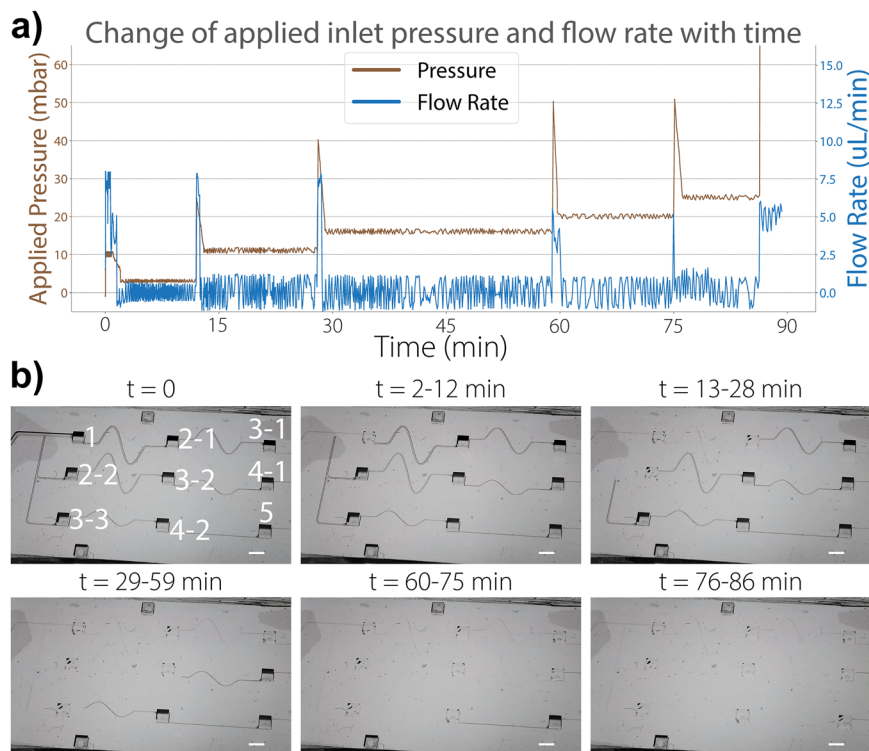 a)
Change of applied inlet pressure and flow rate with time
Applied Pressure (mbar)
60
50
40
30
20
10
0
Pressure
Flow Rate
15.0
12.5
10.0
7.5
5.0
2.5
0.0
Flow Rate (uL/min)
0 15 30 45 60 75 90
Time (min)
b)
t = 0
t = 2-12 min
t = 13-28 min
1
2-1
3-1
2-2
3-2
4-1
3-3
4-2
5
t = 29-59 min
t = 60-75 min
t = 76-86 min